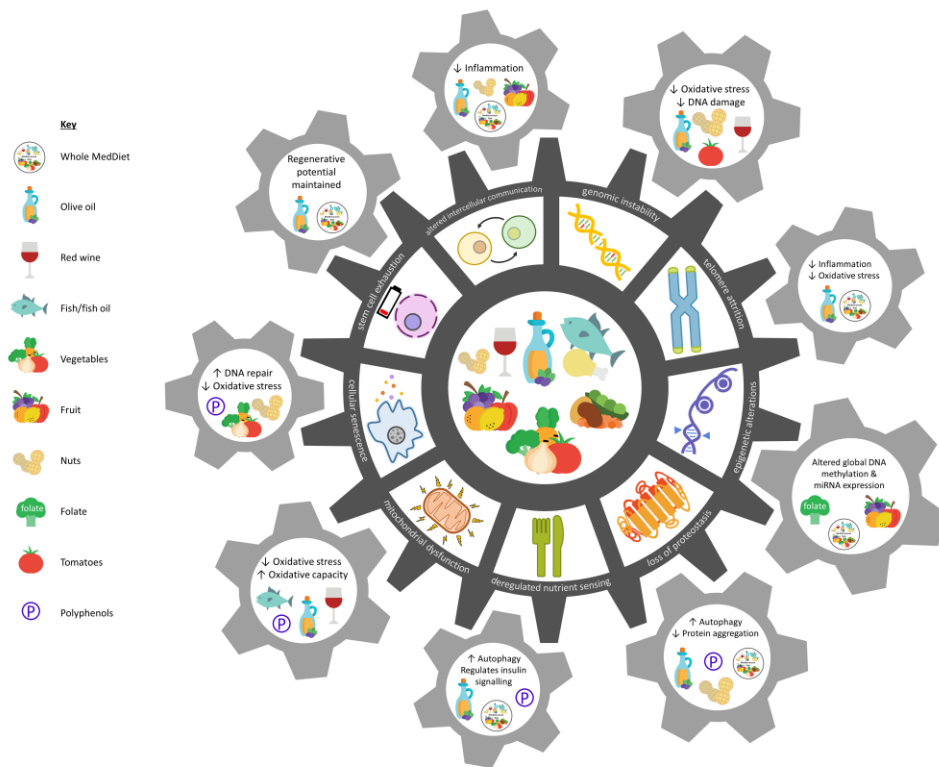 Key
Whole MedDiet
Olive oil
Red wine
Fish/fish oil
Vegetables
Fruit
Nuts
folate
Folate
Tomatoes
P
Polyphenols
↓ Inflammation
↓ Oxidative stress
↓ DNA damage
Regenerative
potential
maintained
↓ Inflammation
↓ Oxidative stress
↑ DNA repair
↓ Oxidative stress
P
Altered global DNA
methylation &
miRNA expression
folate
↓ Oxidative stress
↑ Oxidative capacity
P
↑ Autophagy
Regulates insulin
signalling
P
↑ Autophagy
↓ Protein aggregation
P
altered intercellular communication
genomic instability
telomere attrition
epigenetic alterations
loss of proteostasis
deregulated nutrient sensing
mitochondrial dysfunction
cellular senescence
stem cell exhaustion